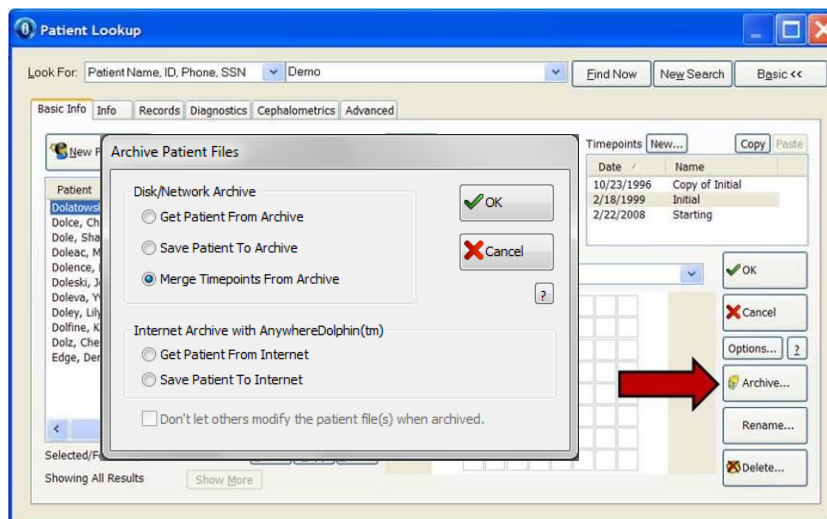 Patient Lookup
Look For: Patient Name, ID, Phone, SSN Demo Find Now New Search Basic <<
Basic Info Info Records Diagnostics Cephalometrics Advanced
New
Timepoints New... Copy Paste
Date Name
10/23/1996 Copy of Initial
2/18/1999 Initial
2/22/2008 Starting
Patient
Dolce, Ch
Dole, Sha
Doleac, M
Dolence,
Doleski, J
Doleva, Y
Doley, Lily
Dolfine, K
Dolz, Che
Edge, Der
Archive Patient Files
Disk/Network Archive
Get Patient From Archive
Save Patient To Archive
Merge Timepoints From Archive
OK
Cancel
?
Internet Archive with AnywhereDolphin(tm)
Get Patient From Internet
Save Patient To Internet
Don't let others modify the patient file(s) when archived.
OK
Cancel
Options... ?
Archive...
Rename...
Delete...
Selected/F
Showing All Results Show More